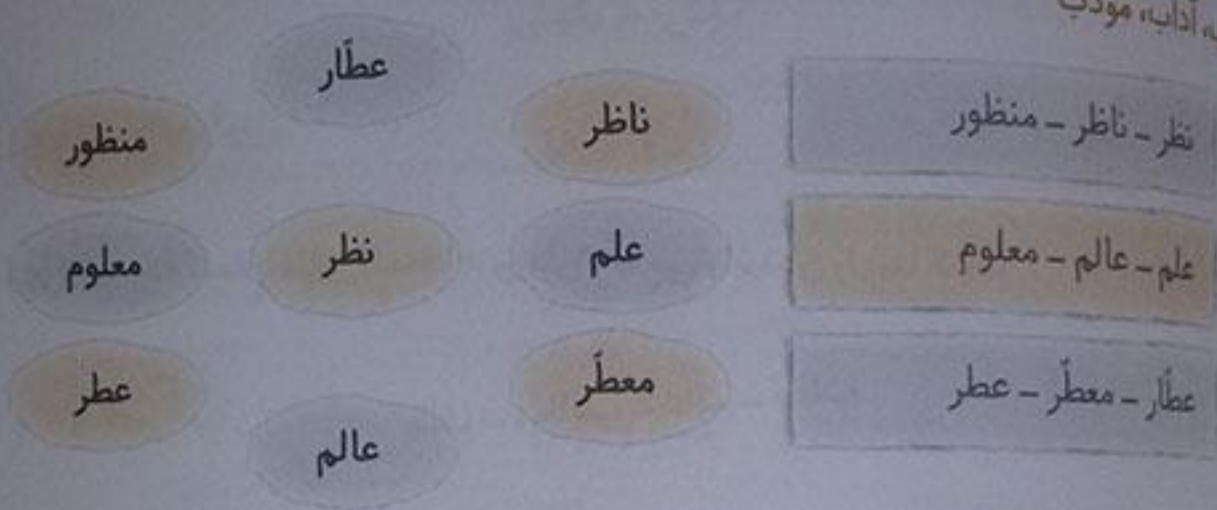 آداب، مودب
عطّار
ناظر
منظور
نظر - ناظر - منظور
علم
نظر
معلوم
علم - عالم - معلوم
معطّر
عطر
عالم
عطّار - معطّر - عطر